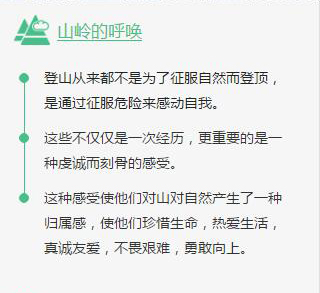 山岭的呼唤
登山从来都不是为了征服自然而登顶，
是通过征服危险来感动自我。
这些不仅仅是一次经历，更重要的是一
种虔诚而刻骨的感受。
这种感受使他们对山对自然产生了一种
归属感，使他们珍惜生命，热爱生活，
真诚友爱，不畏艰难，勇敢向上。